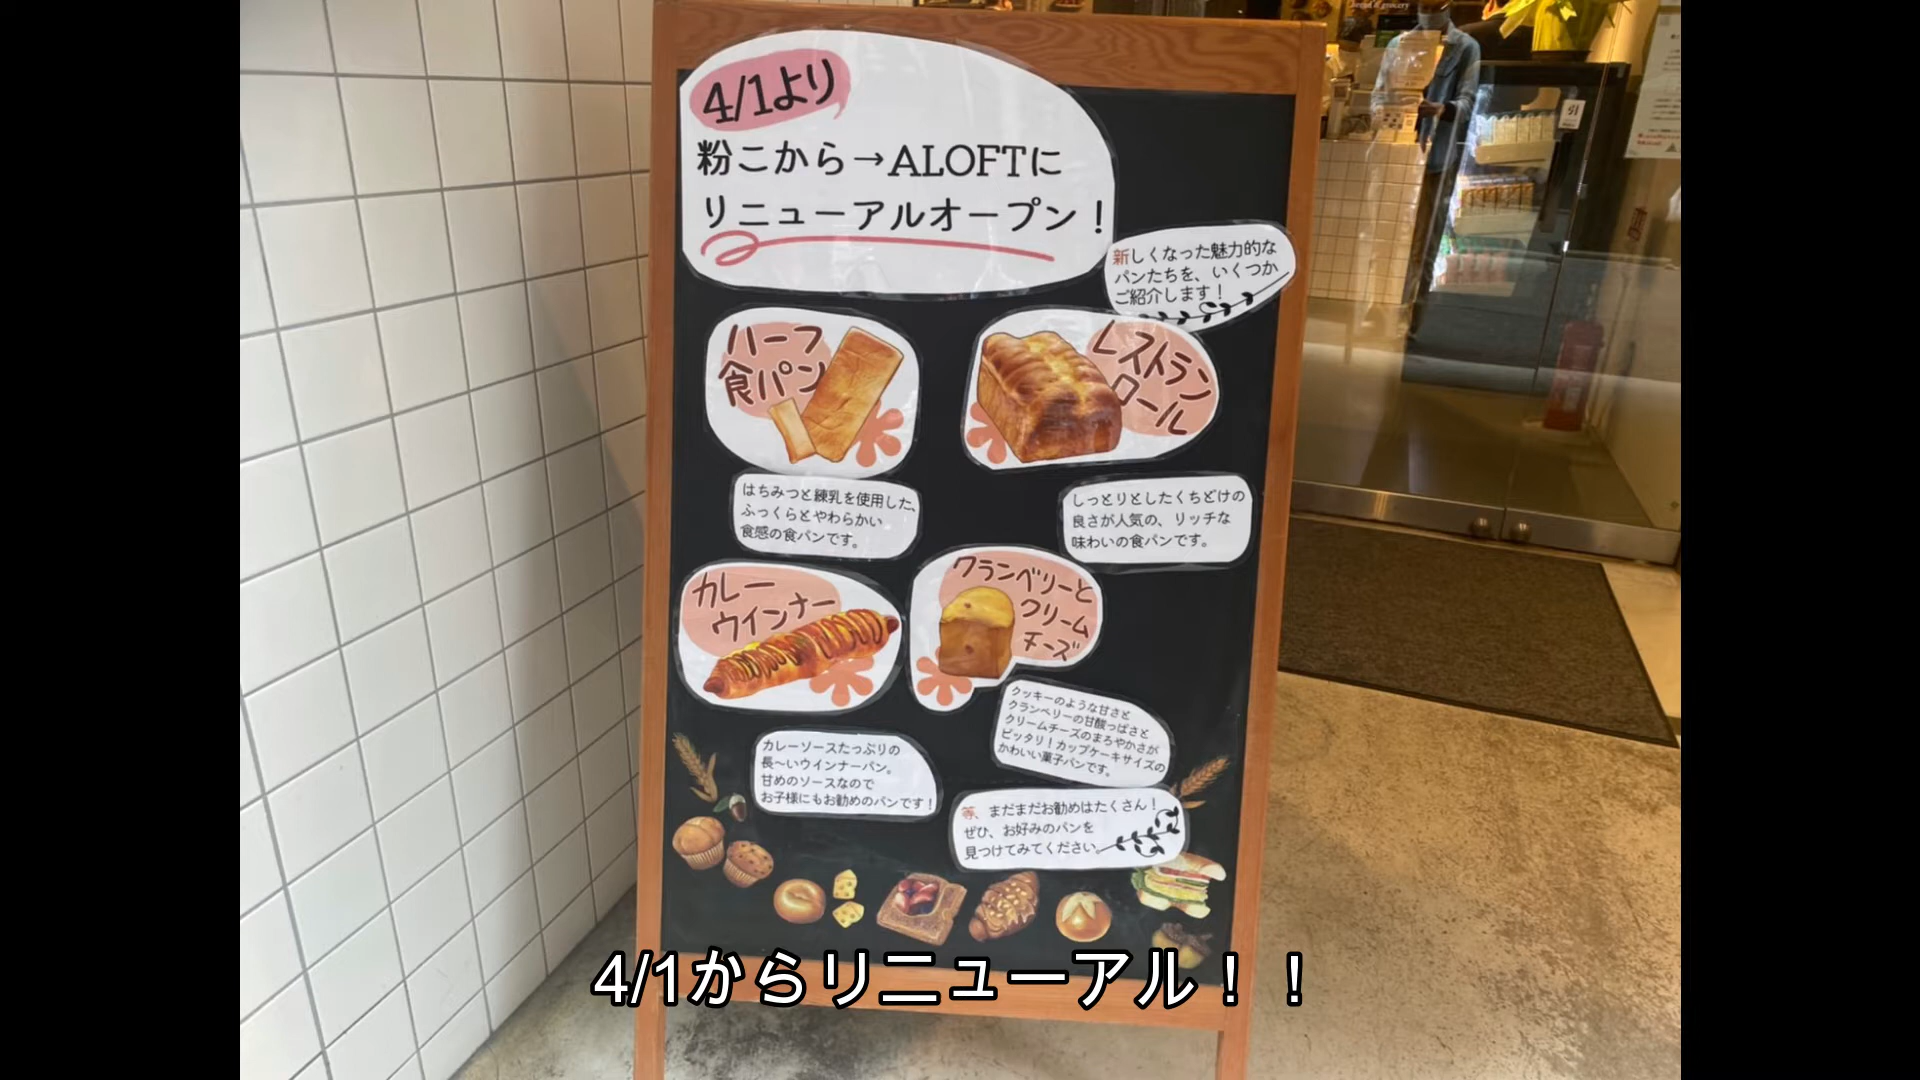 4/1より
粉こから→ALOFTに
リニューアルオープン！
新しくなった魅力的な
パンたちを、いくつか
ご紹介します！
ハーフ
食パン
はちみつと練乳を使用した、
ふっくらとやわらかい
食感の食パンです。
レストラン
ロール
しっとりとしたくちどけの
良さが人気の、リッチな
味わいの食パンです。
カレー
ウインナー
カレーソースたっぷりの
長〜いウインナーパン。
甘めのソースなので
お子様にもお勧めのパンです！
クランベリーと
クリーム
チーズ
クッキーのような甘さと
クランベリーの甘酸っぱさと
クリームチーズのまろやかさが
ピッタリ！カップケーキサイズの
かわいい菓子パンです。
等、まだまだお勧めはたくさん！
ぜひ、お好みのパンを
見つけてみてください。
引
4/1からリニューアル！！